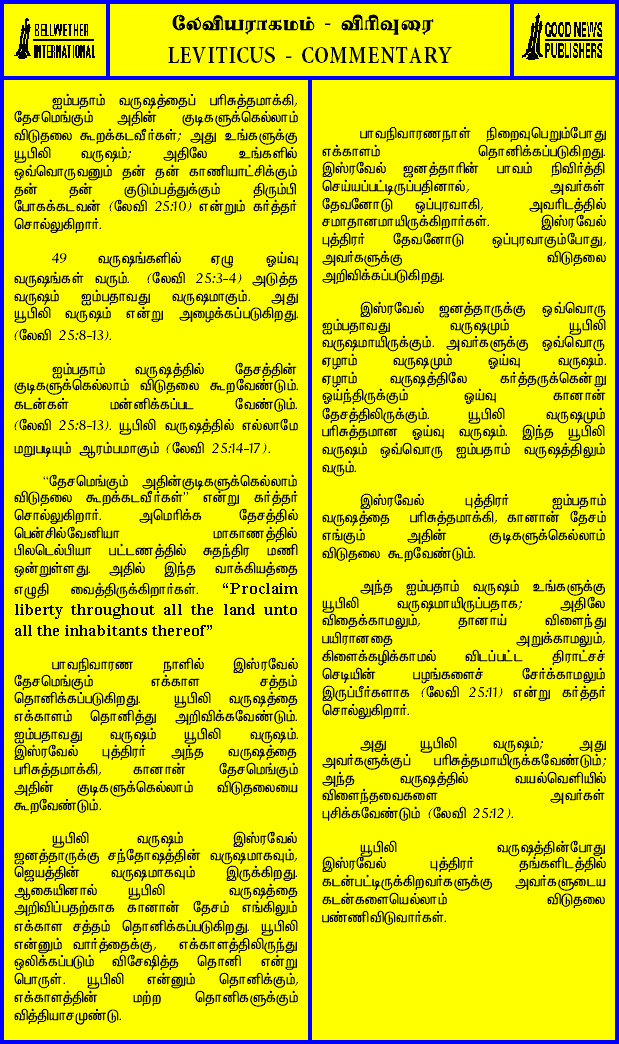 BELLWETHER
INTERNATIONAL
லேவியராகமம் - விரிவுரை
LEVITICUS - COMMENTARY
GOOD NEWS
PUBLISHERS
ஐம்பதாம் வருஷத்தைப் பரிசுத்தமாக்கி,
தேசமெங்கும் அதின் குடிகளுக்கெல்லாம்
விடுதலை கூறக்கடவீர்கள்; அது உங்களுக்கு
யூபிலி வருஷம்; அதிலே உங்களில்
ஒவ்வொருவனும் தன் தன் காணியாட்சிக்கும்
தன் தன் குடும்பத்துக்கும் திரும்பி
போகக்கடவன் (லேவி 25:10) என்றும் கர்த்தர்
சொல்லுகிறார்.
49 வருஷங்களில் ஏழு ஓய்வு
வருஷங்கள் வரும். (லேவி 25:3-4) அடுத்த
வருஷம் ஐம்பதாவது வருஷமாகும். அது
யூபிலி வருஷம் என்று அழைக்கப்படுகிறது.
(லேவி 25:8-13).
ஐம்பதாம் வருஷத்தில் தேசத்தின்
குடிகளுக்கெல்லாம் விடுதலை கூறவேண்டும்.
கடன்கள் மன்னிக்கப்பட வேண்டும்.
(லேவி 25:8-13). யூபிலி வருஷத்தில் எல்லாமே
மறுபடியும் ஆரம்பமாகும் (லேவி 25:14-17).
“தேசமெங்கும் அதின்குடிகளுக்கெல்லாம்
விடுதலை கூறக்கடவீர்கள்” என்று கர்த்தர்
சொல்லுகிறார். அமெரிக்க தேசத்தில்
பென்சில்வேனியா மாகாணத்தில்
பிலடெல்பியா பட்டணத்தில் சுதந்திர மணி
ஒன்றுள்ளது. அதில் இந்த வாக்கியத்தை
எழுதி வைத்திருக்கிறார்கள். “Proclaim
liberty throughout all the land unto
all the inhabitants thereof”
பாவநிவாரண நாளில் இஸ்ரவேல்
தேசமெங்கும் எக்காள சத்தம்
தொனிக்கப்படுகிறது. யூபிலி வருஷத்தை
எக்காளம் தொனித்து அறிவிக்கவேண்டும்.
ஐம்பதாவது வருஷம் யூபிலி வருஷம்.
இஸ்ரவேல் புத்திரர் அந்த வருஷத்தை
பரிசுத்தமாக்கி, கானான் தேசமெங்கும்
அதின் குடிகளுக்கெல்லாம் விடுதலையை
கூறவேண்டும்.
யூபிலி வருஷம் இஸ்ரவேல்
ஜனத்தாருக்கு சந்தோஷத்தின் வருஷமாகவும்,
ஜெயத்தின் வருஷமாகவும் இருக்கிறது.
ஆகையினால் யூபிலி வருஷத்தை
அறிவிப்பதற்காக கானான் தேசம் எங்கிலும்
எக்காள சத்தம் தொனிக்கப்படுகிறது. யூபிலி
என்னும் வார்த்தைக்கு, எக்காளத்திலிருந்து
ஒலிக்கப்படும் விசேஷித்த தொனி என்று
பொருள். யூபிலி என்னும் தொனிக்கும்,
எக்காளத்தின் மற்ற தொனிகளுக்கும்
வித்தியாசமுண்டு.
பாவநிவாரணநாள் நிறைவுபெறும்போது
எக்காளம் தொனிக்கப்படுகிறது.
இஸ்ரவேல் ஜனத்தாரின் பாவம் நிவிர்த்தி
செய்யப்பட்டிருப்பதினால், அவர்கள்
தேவனோடு ஒப்புரவாகி, அவரிடத்தில்
சமாதானமாயிருக்கிறார்கள். இஸ்ரவேல்
புத்திரர் தேவனோடு ஒப்புரவாகும்போது,
அவர்களுக்கு விடுதலை
அறிவிக்கப்படுகிறது.
இஸ்ரவேல் ஜனத்தாருக்கு ஒவ்வொரு
ஐம்பதாவது வருஷமும் யூபிலி
வருஷமாயிருக்கும். அவர்களுக்கு ஒவ்வொரு
ஏழாம் வருஷமும் ஓய்வு வருஷம்.
ஏழாம் வருஷத்திலே கர்த்தருக்கென்று
ஓய்ந்திருக்கும் ஓய்வு கானான்
தேசத்திலிருக்கும். யூபிலி வருஷமும்
பரிசுத்தமான ஓய்வு வருஷம். இந்த யூபிலி
வருஷம் ஒவ்வொரு ஐம்பதாம் வருஷத்திலும்
வரும்.
இஸ்ரவேல் புத்திரர் ஐம்பதாம்
வருஷத்தை பரிசுத்தமாக்கி, கானான் தேசம்
எங்கும் அதின் குடிகளுக்கெல்லாம்
விடுதலை கூறவேண்டும்.
அந்த ஐம்பதாம் வருஷம் உங்களுக்கு
யூபிலி வருஷமாயிருப்பதாக; அதிலே
விதைக்காமலும், தானாய் விளைந்து
பயிரானதை அறுக்காமலும்,
கிளைக்கழிக்காமல் விடப்பட்ட திராட்சச்
செடியின் பழங்களைச் சேர்க்காமலும்
இருப்பீர்களாக (லேவி 25:11) என்று கர்த்தர்
சொல்லுகிறார்.
அது யூபிலி வருஷம்; அது
அவர்களுக்குப் பரிசுத்தமாயிருக்கவேண்டும்;
அந்த வருஷத்தில் வயல்வெளியில்
விளைந்தவைகளை அவர்கள்
புசிக்கவேண்டும் (லேவி 25:12).
யூபிலி வருஷத்தின்போது
இஸ்ரவேல் புத்திரர் தங்களிடத்தில்
கடன்பட்டிருக்கிறவர்களுக்கு அவர்களுடைய
கடன்களையெல்லாம் விடுதலை
பண்ணிவிடுவார்கள்.